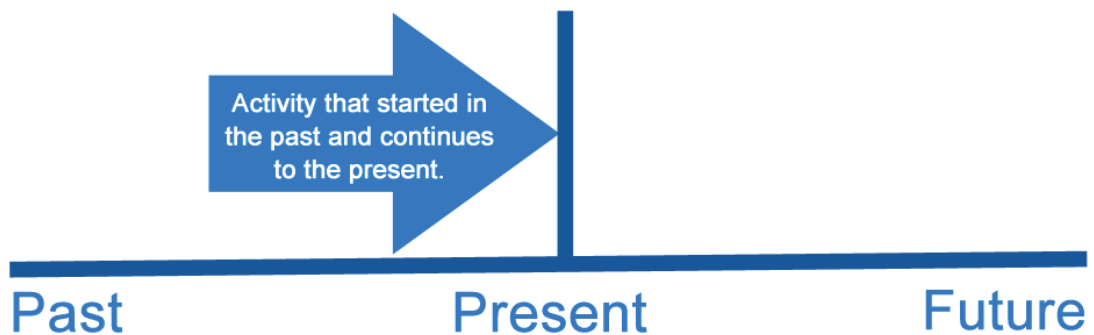 Activity that started in
the past and continues
to the present.
Past Present Future